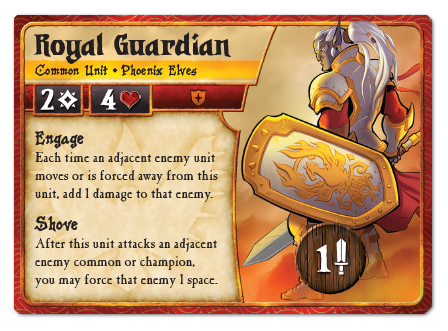 Royal Guardian
Common Unit • Phoenix Elves
2 4
Engage
Each time an adjacent enemy unit
moves or is forced away from this
unit, add 1 damage to that enemy.
Shove
After this unit attacks an adjacent
enemy common or champion,
you may force that enemy 1 space.
1